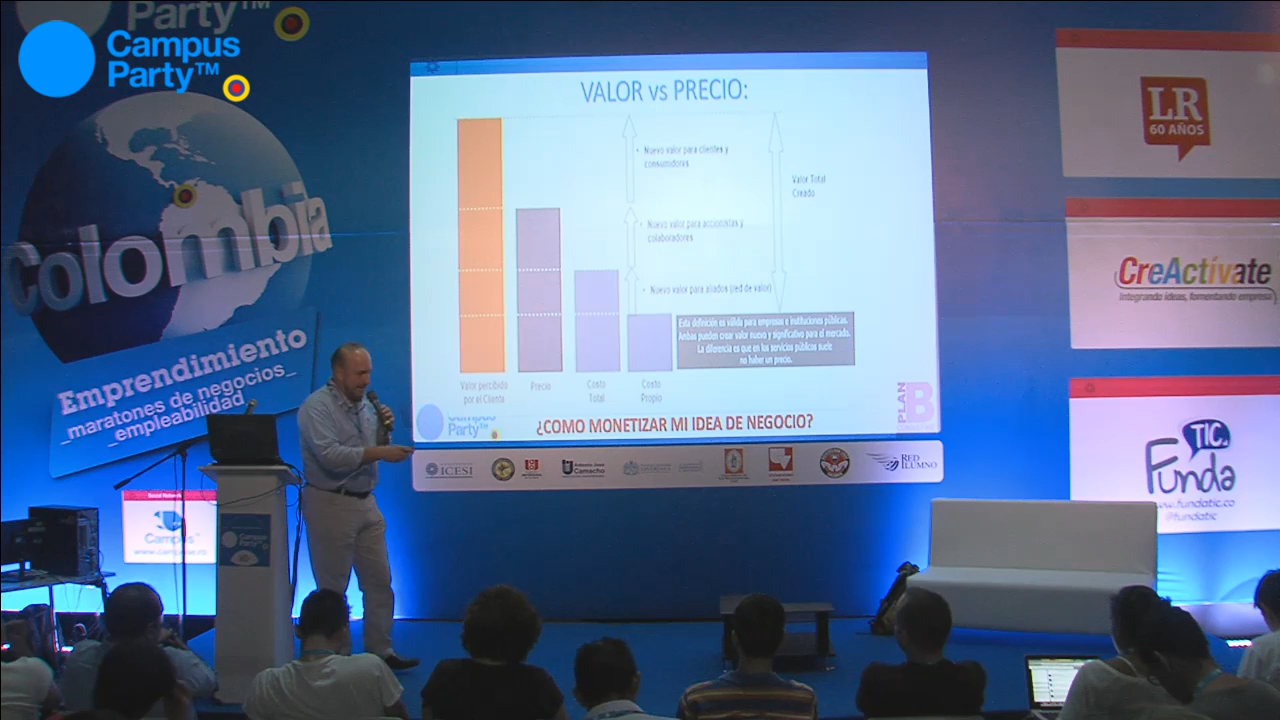 Party™
Campus
Party™
Colombia
Emprendimiento
_maratones de negocios_
_empleabilidad
VALOR vs PRECIO:
• Nuevo valor para clientes y
consumidores
Valor Total
Creado
• Nuevo valor para accionistas y
colaboradores
• Nuevo valor para aliados (red de valor)
Esta definición es válida para empresas e instituciones públicas.
Ambas pueden crear valor nuevo y significativo para el mercado.
La diferencia es que en los servicios públicos suele
no haber un precio.
Valor percibido
por el Cliente
Precio
Costo
Total
Costo
Propio
Party™
¿COMO MONETIZAR MI IDEA DE NEGOCIO?
PLAN
B
ICESI
Antonio José
Camacho
RED
ILUMNO
LR
60 AÑOS
CreActívate
Integrando ideas, fomentando empresa
TIC.
Funda
www.fundatic.co
@fundatic
Campus
Party